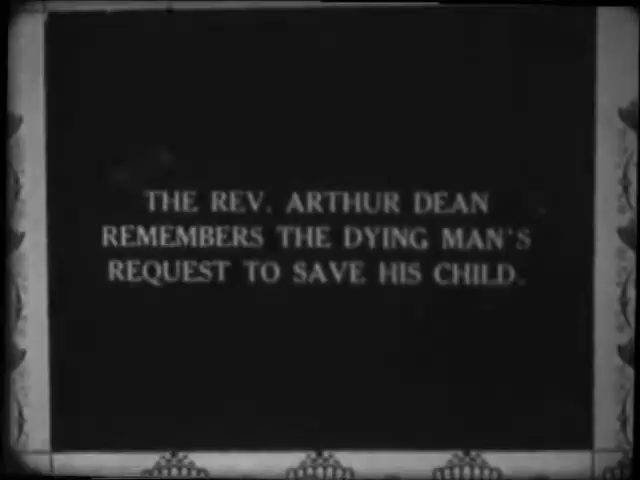 THE REV. ARTHUR DEAN
REMEMBERS THE DYING MAN'S
REQUEST TO SAVE HIS CHILD.